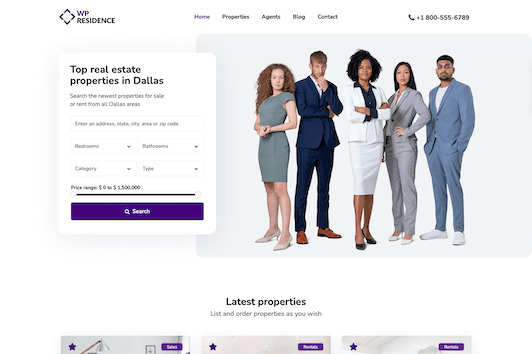 WP
RESIDENCE
Home Properties Agents Blog Contact
+1 800-555-6789
Top real estate
properties in Dallas
Search the newest properties for sale
or rent from all Dallas areas
Enter an address, state, city, area or zip code
Bedrooms Bathrooms
Category Type
Price range: $ 0 to $ 1,500,000
Search
Latest properties
List and order properties as you wish
Sales Rentals Rentals